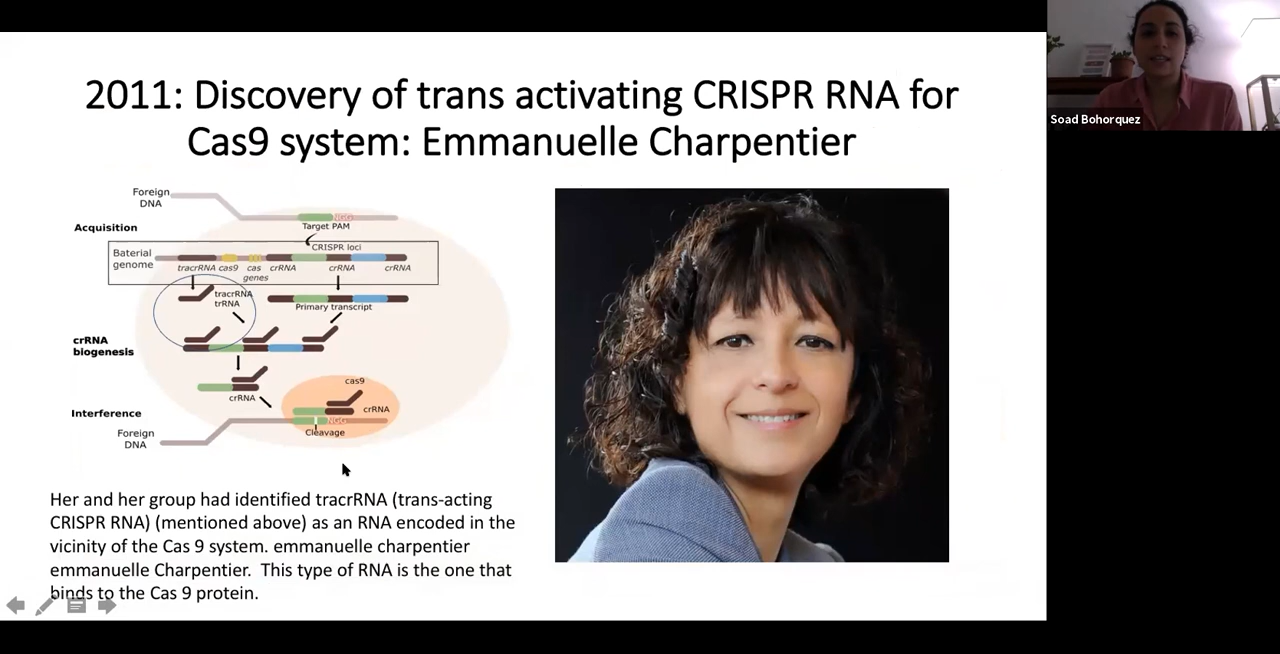 2011: Discovery of trans activating CRISPR RNA for
Cas9 system: Emmanuelle Charpentier
Soad Bohorquez
Foreign
DNA
NGG
Target PAM
Acquisition
CRISPR loci
Baterial
genome
tracrRNA cas9 cas crRNA crRNA crRNA
genes
tracrRNA
trRNA
Primary transcript
crRNA
biogenesis
crRNA
cas9
crRNA
Interference
NGG
Cleavage
Foreign
DNA
Her and her group had identified tracrRNA (trans-acting
CRISPR RNA) (mentioned above) as an RNA encoded in the
vicinity of the Cas 9 system. emmanuelle charpentier
emmanuelle Charpentier. This type of RNA is the one that
binds to the Cas 9 protein.